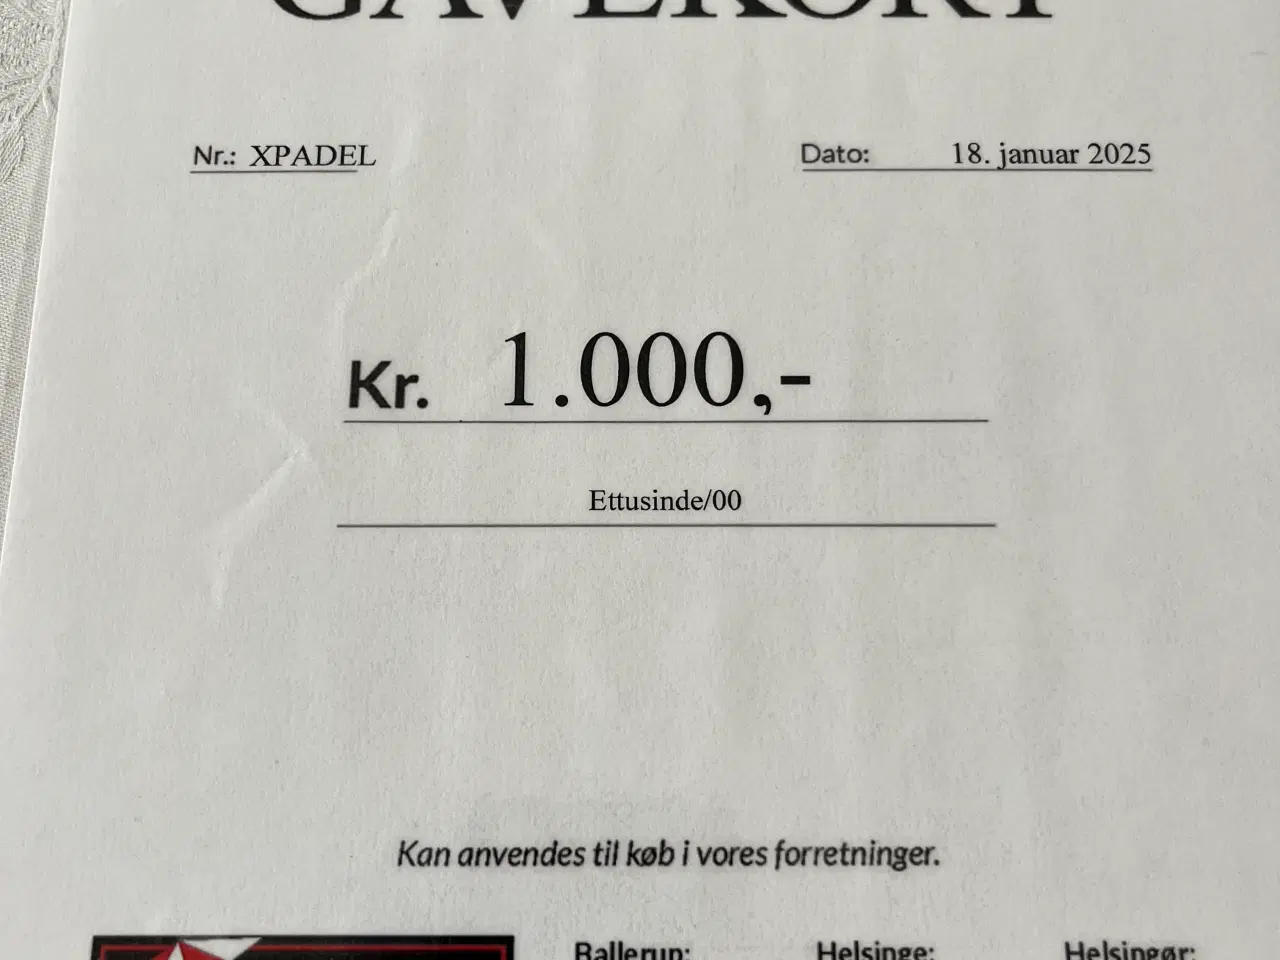 GAVEKORT
Nr.: XPADEL
Dato: 18. januar 2025
Kr. 1.000,-
Ettusinde/00
Kan anvendes til køb i vores forretninger.
Ballerup: Helsinge: Helsingør: